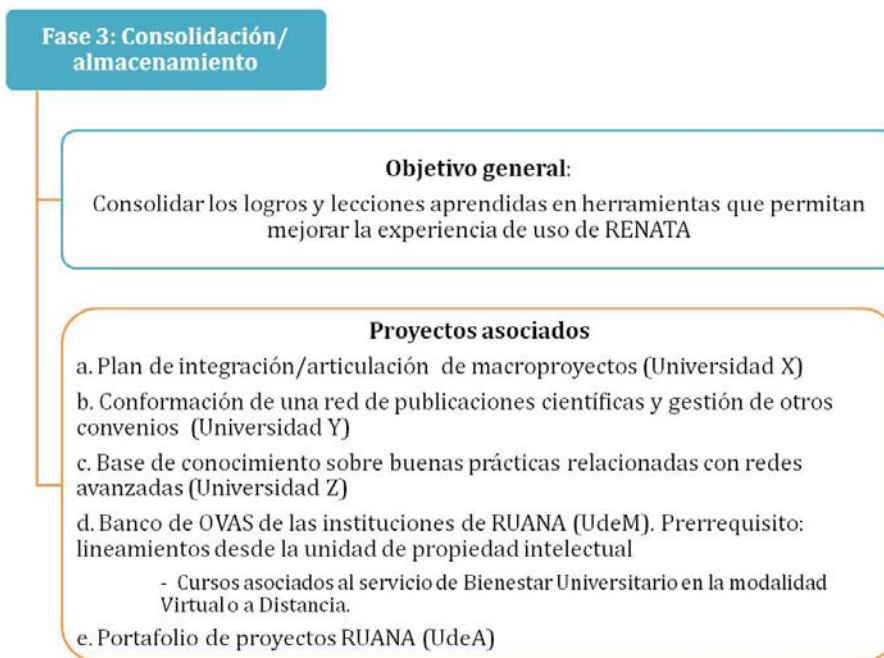 Fase 3: Consolidación/
almacenamiento
Objetivo general:
Consolidar los logros y lecciones aprendidas en herramientas que permitan
mejorar la experiencia de uso de RENATA
Proyectos asociados
a. Plan de integración/articulación de macroproyectos (Universidad X)
b. Conformación de una red de publicaciones científicas y gestión de otros
convenios (Universidad Y)
c. Base de conocimiento sobre buenas prácticas relacionadas con redes
avanzadas (Universidad Z)
d. Banco de OVAS de las instituciones de RUANA (UdeM). Prerrequisito:
lineamientos desde la unidad de propiedad intelectual
- Cursos asociados al servicio de Bienestar Universitario en la modalidad
Virtual o a Distancia.
e. Portafolio de proyectos RUANA (UdeA)